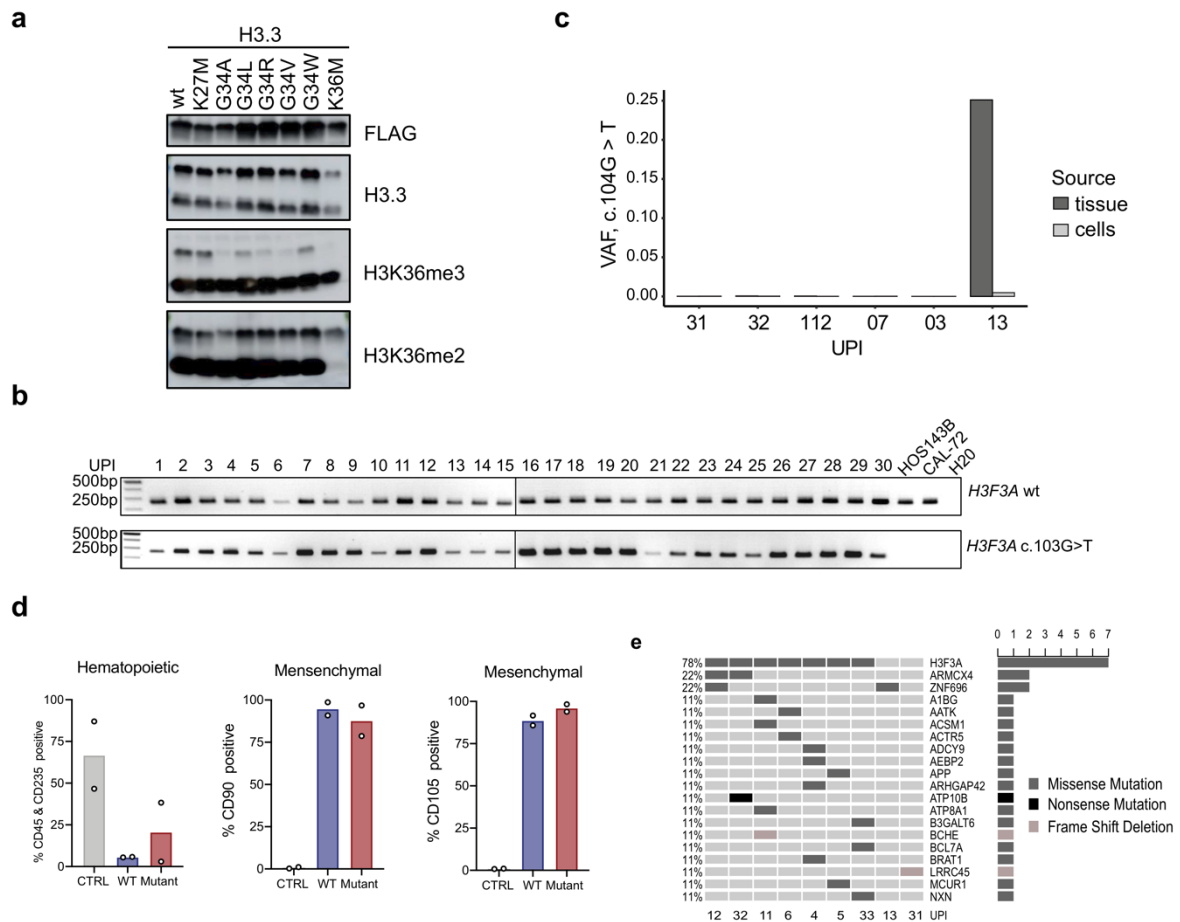 a
H3.3
wt K27M G34A G34L G34R G34V G34W K36M
FLAG
H3.3
H3K36me3
H3K36me2
c
VAF, c.104G > T
0.25
0.20
0.15
0.10
0.05
0.00
31 32 112 07 03 13
UPI
Source
tissue
cells
b
UPI 1 2 3 4 5 6 7 8 9 10 11 12 13 14 15 16 17 18 19 20 21 22 23 24 25 26 27 28 29 30 HOS143B CAL-72 H20
500bp
250bp
H3F3A wt
500bp
250bp
H3F3A c.103G>T
d
Hematopoietic
% CD45 & CD235 positive
100
75
50
25
0
CTRL WT Mutant
Mensenchymal
% CD90 positive
100
75
50
25
0
CTRL WT Mutant
Mesenchymal
% CD105 positive
100
75
50
25
0
CTRL WT Mutant
e
0 1 2 3 4 5 6 7
78% H3F3A
22% ARMCX4
22% ZNF696
11% A1BG
11% AATK
11% ACSM1
11% ACTR5
11% ADCY9
11% AEBP2
11% APP
11% ARHGAP42
11% ATP10B
11% ATP8A1
11% B3GALT6
11% BCHE
11% BCL7A
11% BRAT1
11% LRRC45
11% MCUR1
11% NXN
12 32 11 6 4 5 33 13 31 UPI
Missense Mutation
Nonsense Mutation
Frame Shift Deletion